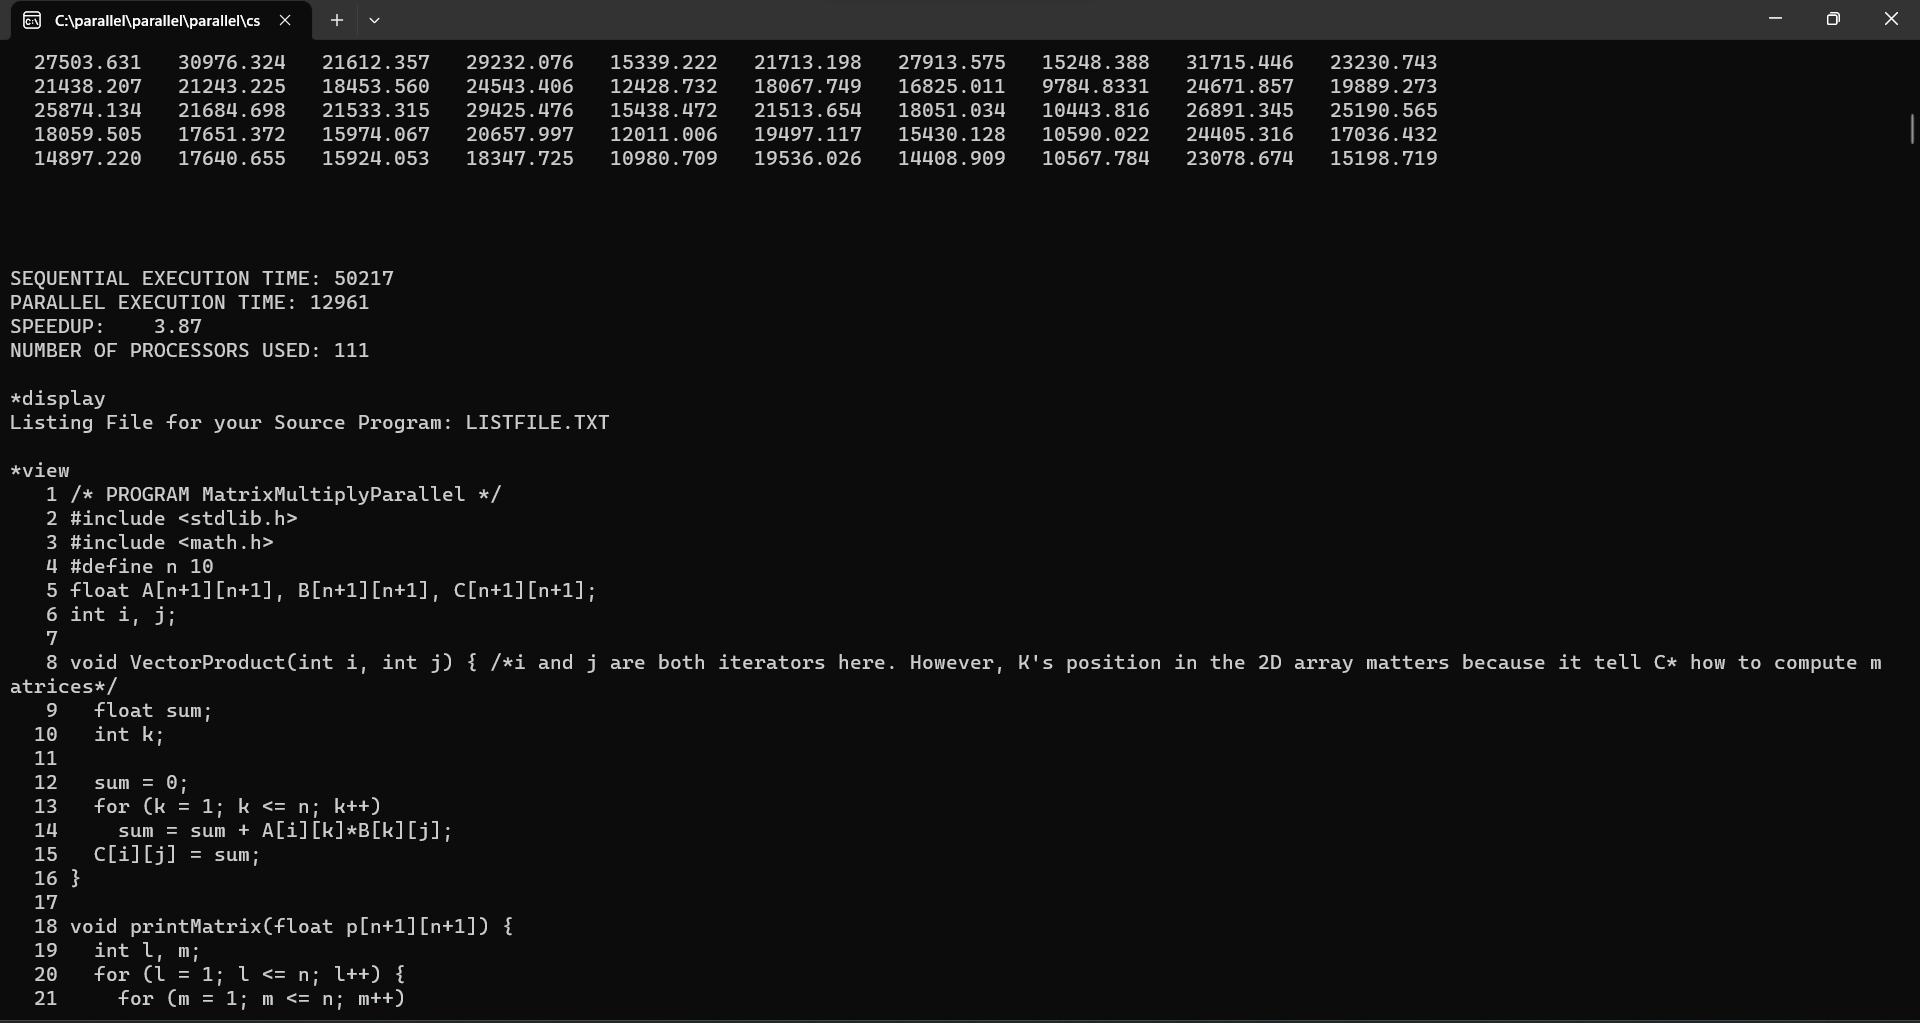 C:\parallel\parallel\parallel\cs
27503.631 30976.324 21612.357 29232.076 15339.222 21713.198 27913.575 15248.388 31715.446 23230.743
21438.207 21243.225 18453.560 24543.406 12428.732 18067.749 16825.011 9784.8331 24671.857 19889.273
25874.134 21684.698 21533.315 29425.476 15438.472 21513.654 18051.034 10443.816 26891.345 25190.565
18059.505 17651.372 15974.067 20657.997 12011.006 19497.117 15430.128 10590.022 24405.316 17036.432
14897.220 17640.655 15924.053 18347.725 10980.709 19536.026 14408.909 10567.784 23078.674 15198.719
SEQUENTIAL EXECUTION TIME: 50217
PARALLEL EXECUTION TIME: 12961
SPEEDUP:    3.87
NUMBER OF PROCESSORS USED: 111
*display
Listing File for your Source Program: LISTFILE.TXT
*view
1 /* PROGRAM MatrixMultiplyParallel */
2 #include <stdlib.h>
3 #include <math.h>
4 #define n 10
5 float A[n+1][n+1], B[n+1][n+1], C[n+1][n+1];
6 int i, j;
7
8 void VectorProduct(int i, int j) { /*i and j are both iterators here. However, K's position in the 2D array matters because it tell C* how to compute m
atrices*/
9   float sum;
10   int k;
11
12   sum = 0;
13   for (k = 1; k <= n; k++)
14     sum = sum + A[i][k]*B[k][j];
15   C[i][j] = sum;
16 }
17
18 void printMatrix(float p[n+1][n+1]) {
19   int l, m;
20   for (l = 1; l <= n; l++) {
21     for (m = 1; m <= n; m++)